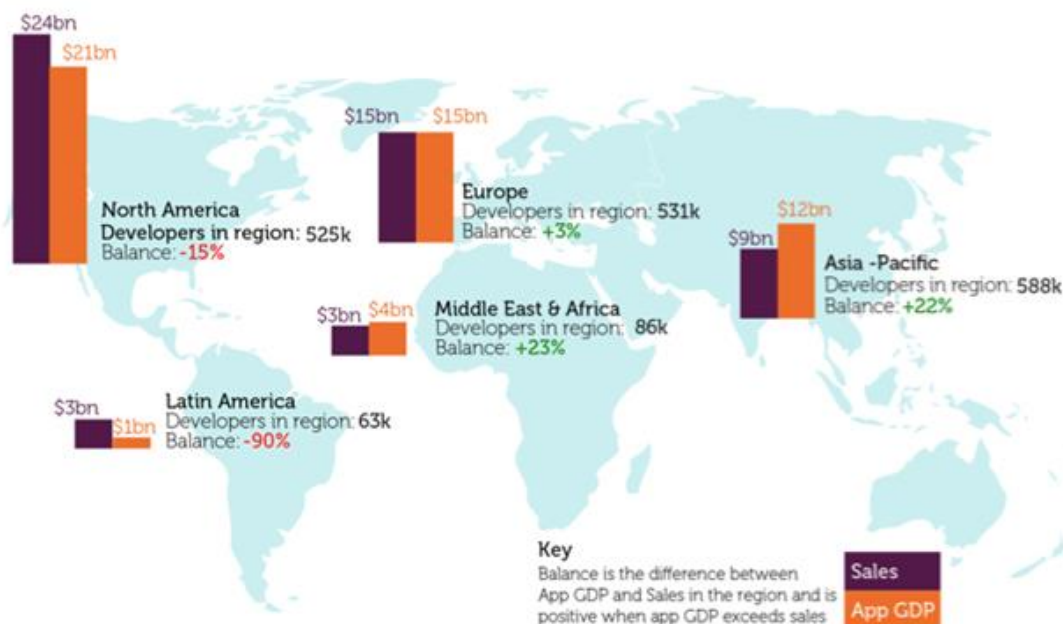 $24bn
$21bn
North America
Developers in region: 525k
Balance: -15%
$15bn
$15bn
Europe
Developers in region: 531k
Balance: +3%
$9bn
$12bn
Asia -Pacific
Developers in region: 588k
Balance: +22%
$3bn
$4bn
Middle East & Africa
Developers in region: 86k
Balance: +23%
$3bn
$1bn
Latin America
Developers in region: 63k
Balance: -90%
Key
Balance is the difference between
App GDP and Sales in the region and is
positive when app GDP exceeds sales
Sales
App GDP